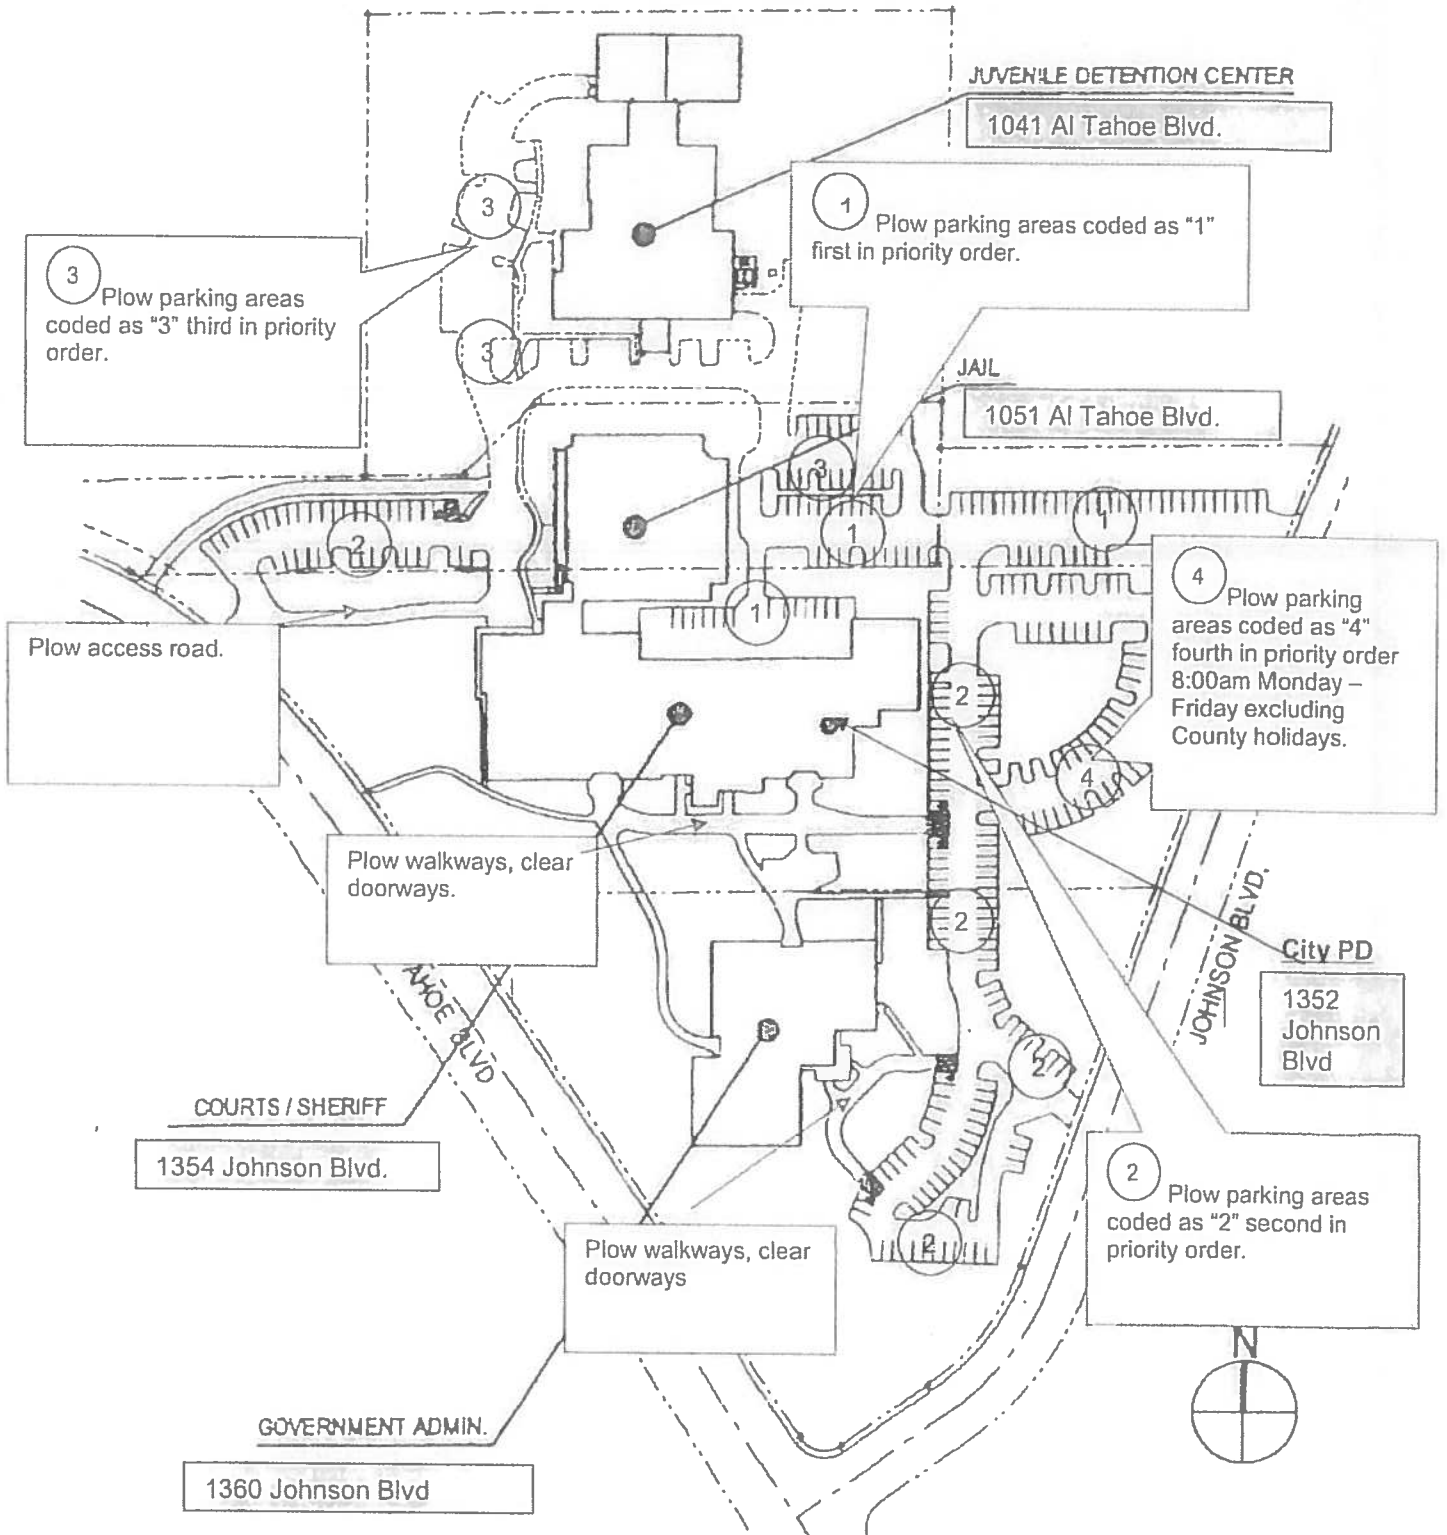 JUVENILE DETENTION CENTER
1041 Al Tahoe Blvd.
1
Plow parking areas coded as “1”
first in priority order.
3
3
Plow parking areas
coded as “3” third in priority
order.
3
JAIL
1051 Al Tahoe Blvd.
3
1
1
2
1
4
Plow parking
areas coded as “4”
fourth in priority order
8:00am Monday –
Friday excluding
County holidays.
Plow access road.
2
4
Plow walkways, clear
doorways.
2
JOHNSON BLVD.
City PD
1352
Johnson
Blvd
AHOE BLVD
2
COURTS / SHERIFF
1354 Johnson Blvd.
2
Plow parking areas
coded as “2” second in
priority order.
2
Plow walkways, clear
doorways
N
GOVERNMENT ADMIN.
1360 Johnson Blvd